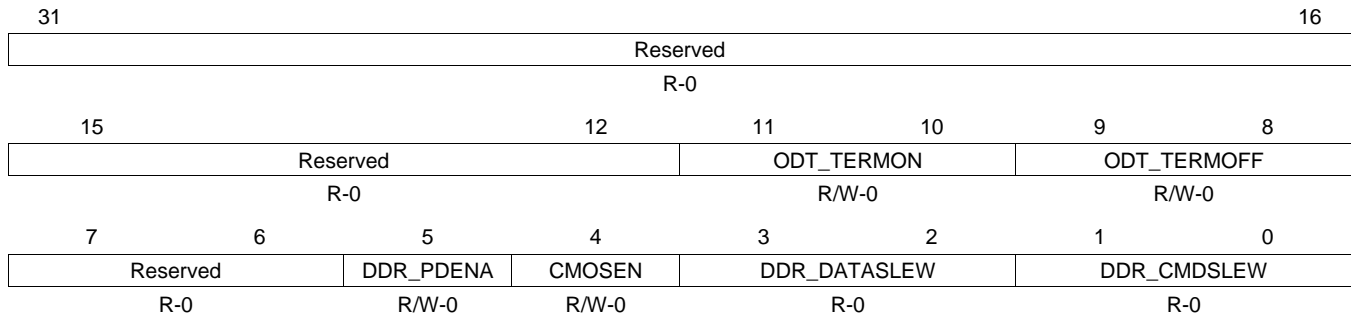 31 16
Reserved
R-0
15 12 11 10 9 8
Reserved ODT_TERMON ODT_TERMOFF
R-0 R/W-0 R/W-0
7 6 5 4 3 2 1 0
Reserved DDR_PDENA CMOSEN DDR_DATASLEW DDR_CMDSLEW
R-0 R/W-0 R/W-0 R-0 R-0